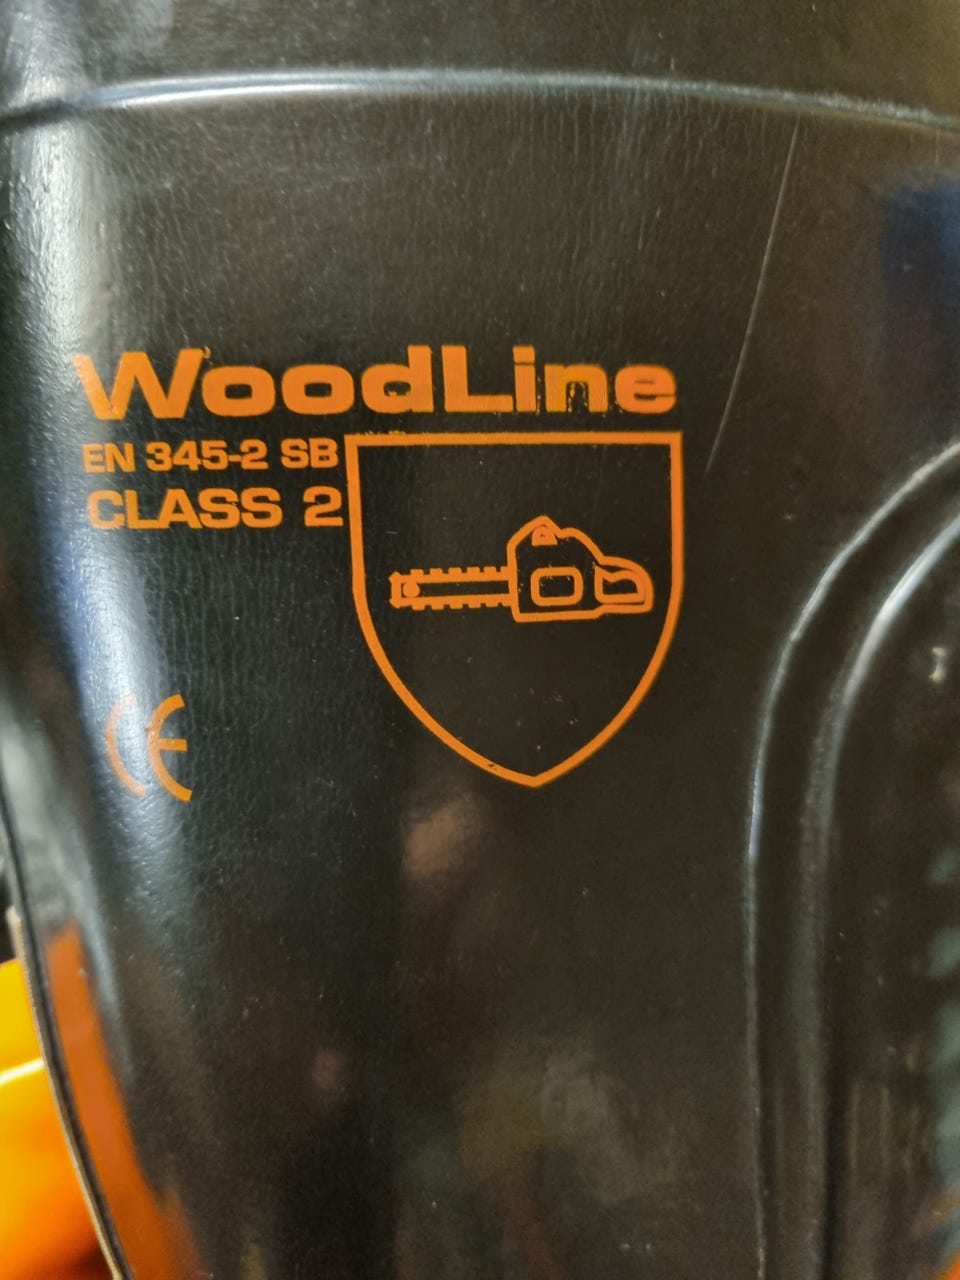 WoodLine
EN 345-2 SB
CLASS 2
CE